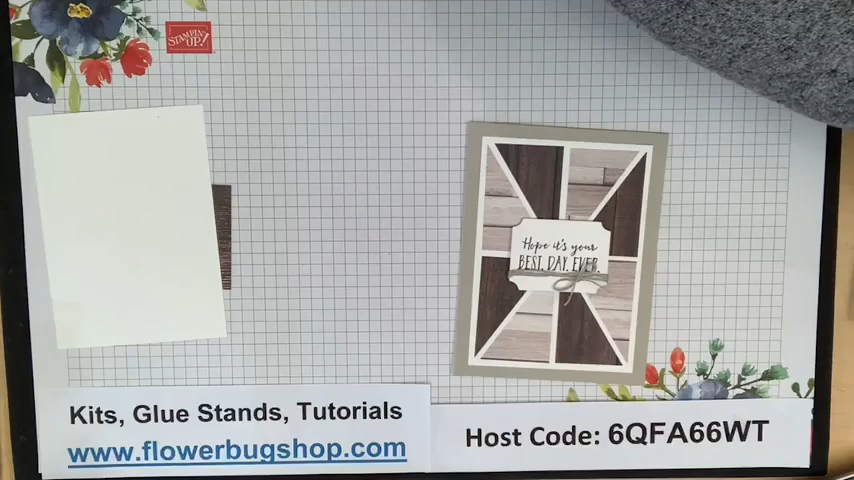 STAMPIN' UP!
Hope it's your
BEST. DAY. EVER.
Kits, Glue Stands, Tutorials
www.flowerbugshop.com
Host Code: 6QFA66WT